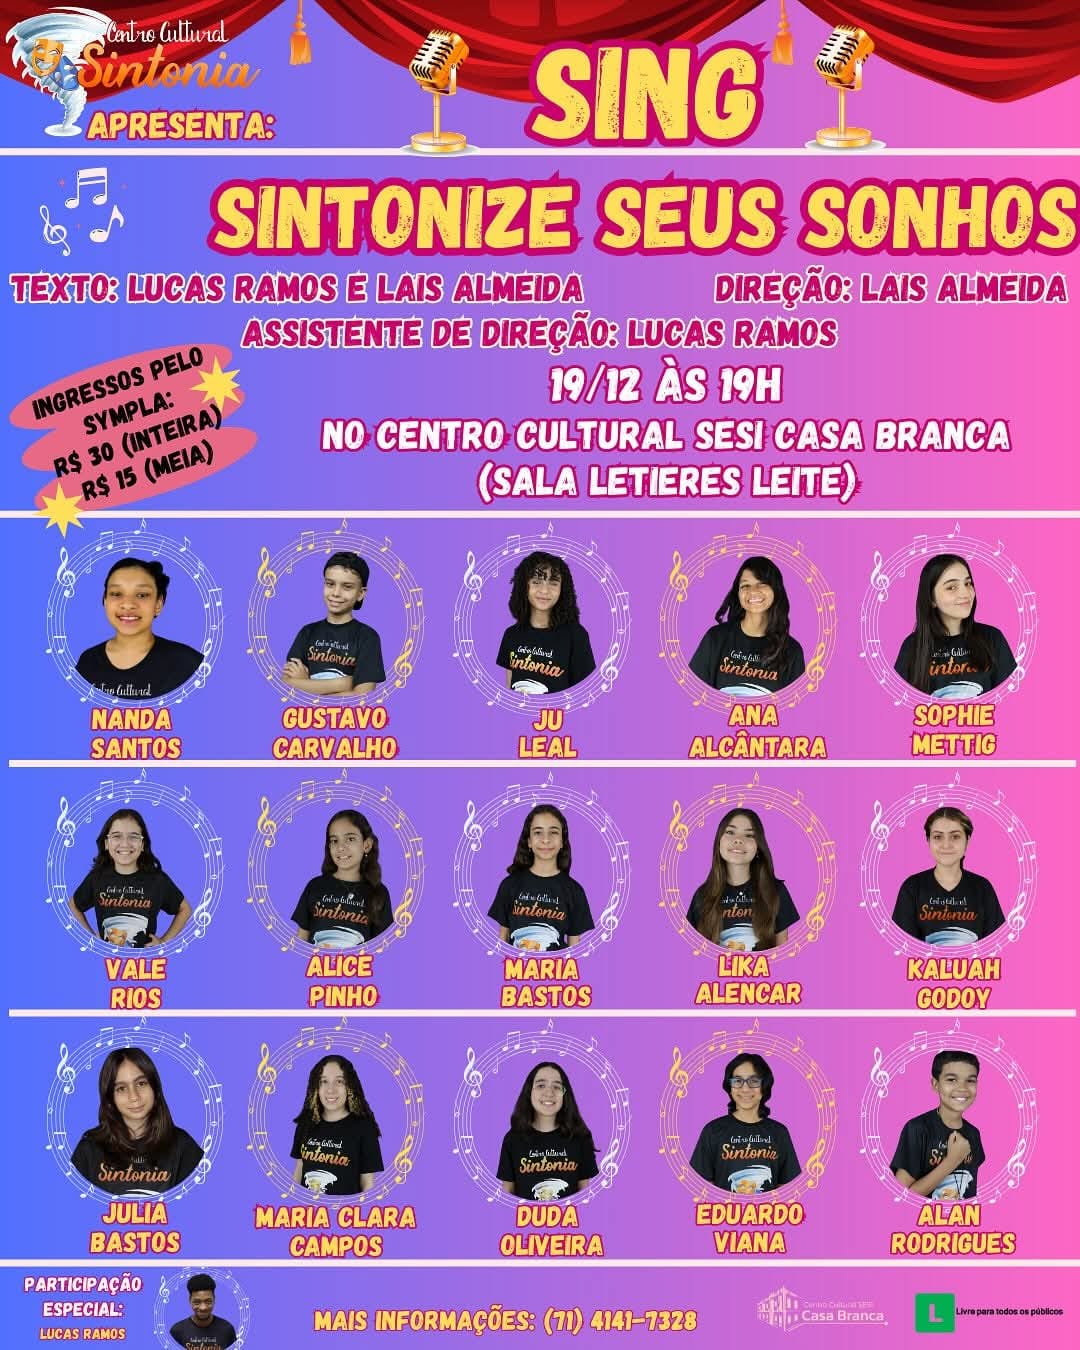 Centro Cultural
Sintonia
APRESENTA:
SING
SINTONIZE SEUS SONHOS
TEXTO: LUCAS RAMOS E LAIS ALMEIDA
DIREÇÃO: LAIS ALMEIDA
ASSISTENTE DE DIREÇÃO: LUCAS RAMOS
INGRESSOS PELO
SYMPLA:
R$ 30 (INTEIRA)
R$ 15 (MEIA)
19/12 ÀS 19H
NO CENTRO CULTURAL SESI CASA BRANCA
(SALA LETIERES LEITE)
NANDA
SANTOS
GUSTAVO
CARVALHO
JU
LEAL
ANA
ALCÂNTARA
SOPHIE
METTIG
VALE
RIOS
ALICE
PINHO
MARIA
BASTOS
LIKA
ALENCAR
KALUAH
GODOY
JULIA
BASTOS
MARIA CLARA
CAMPOS
DUDA
OLIVEIRA
EDUARDO
VIANA
ALAN
RODRIGUES
PARTICIPAÇÃO
ESPECIAL:
LUCAS RAMOS
MAIS INFORMAÇÕES: (71) 4141-7328
Centro Cultural SESI
Casa Branca
L
Livre para todos os públicos